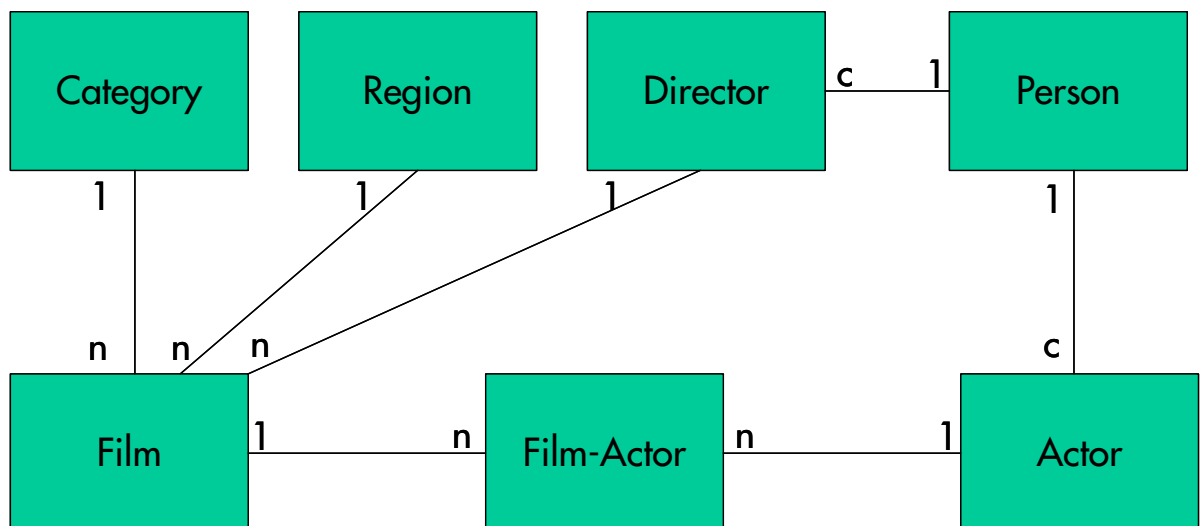 Category
Region
Director
c
1
Person
1
1
1
1
n
n
n
c
Film
1
n
Film-Actor
n
1
Actor